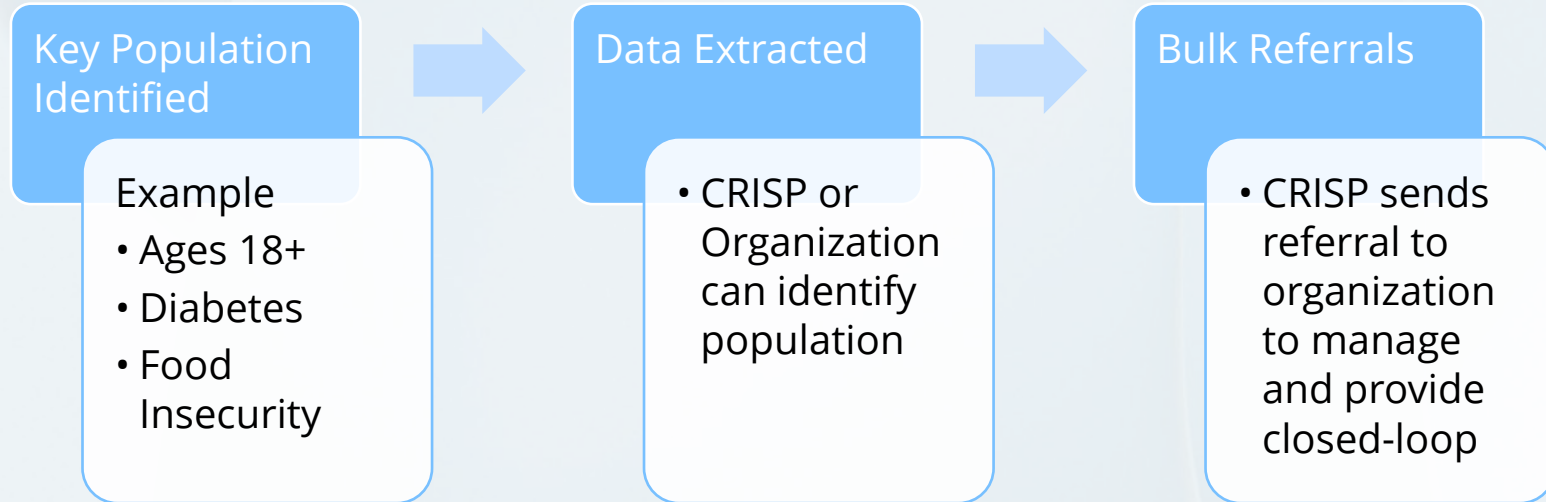 Key Population
Identified
Example
• Ages 18+
• Diabetes
• Food
Insecurity
Data Extracted
• CRISP or
Organization
can identify
population
Bulk Referrals
• CRISP sends
referral to
organization
to manage
and provide
closed-loop